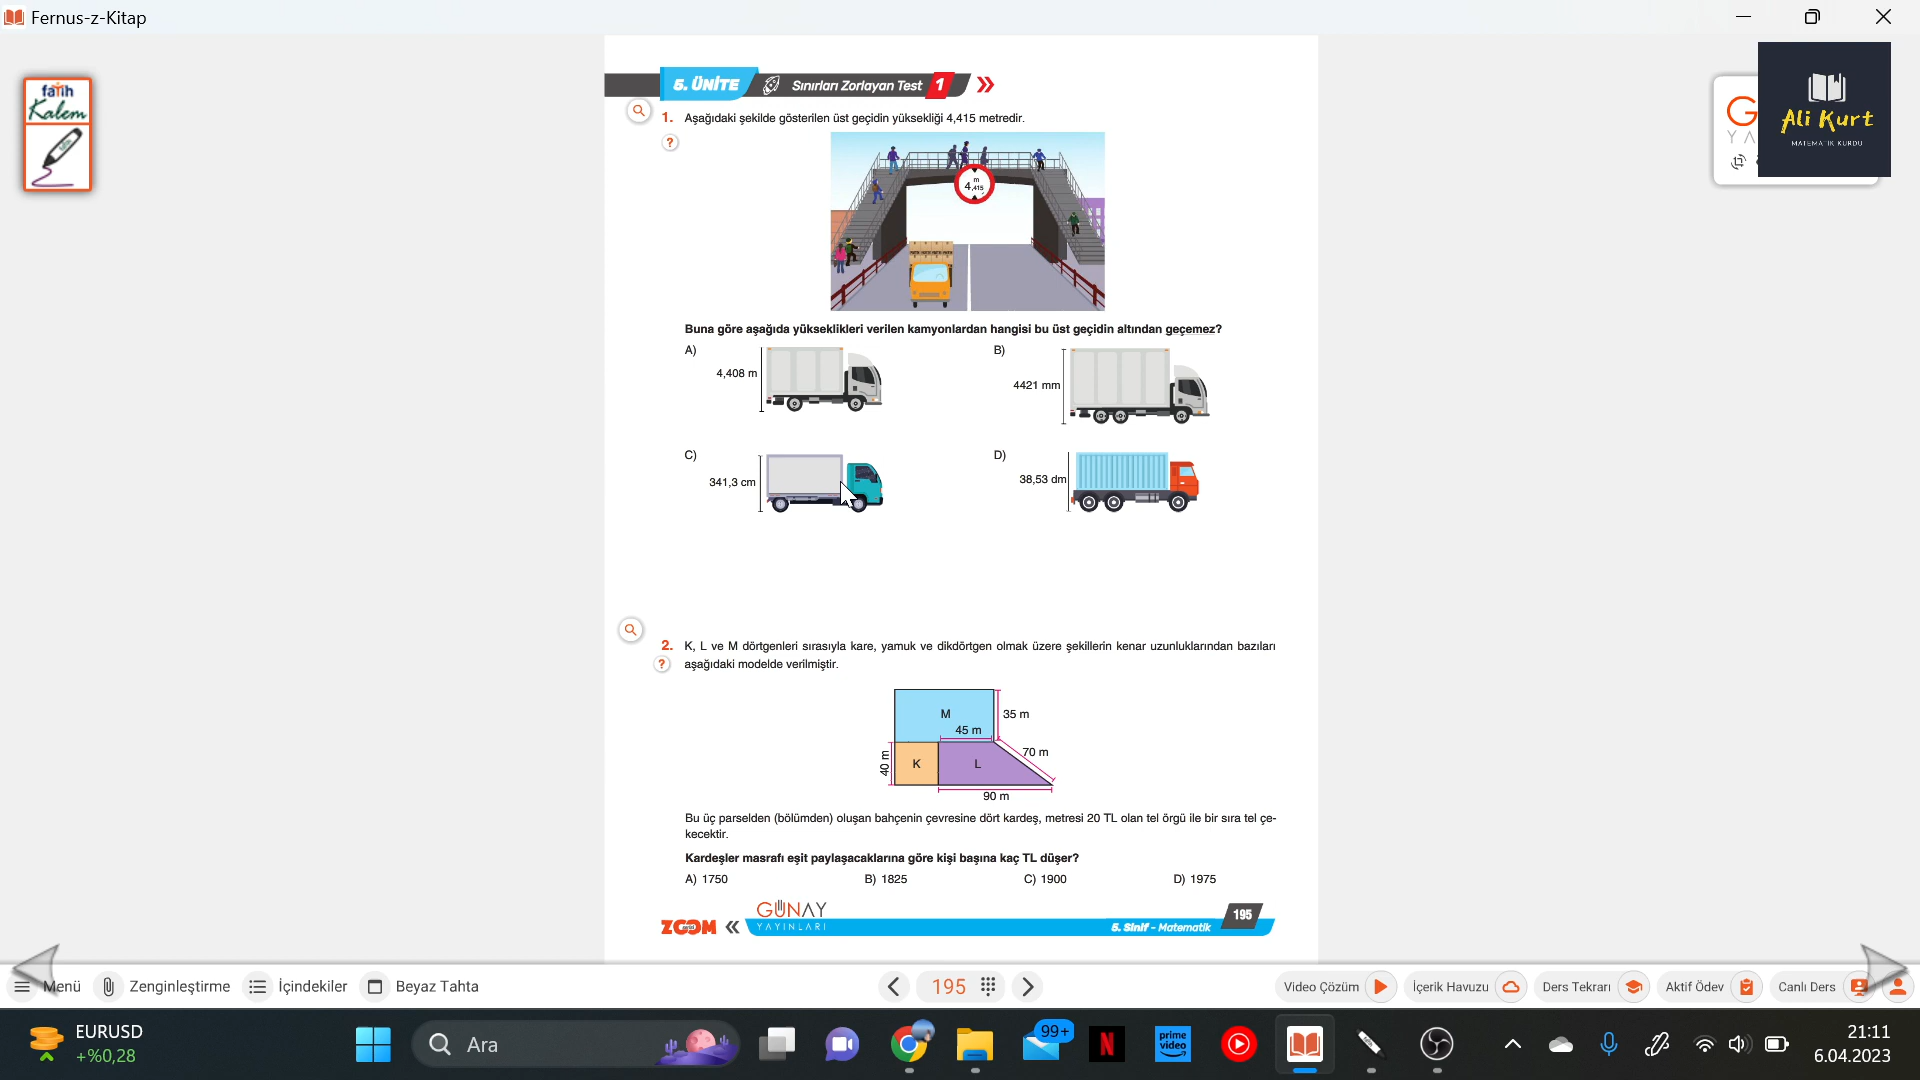 Fernus-z-Kitap
fatih
Kalem
Ali Kurt
MATEMATİK KURDU
5. ÜNİTE
Sınırları Zorlayan Test 1
1. Aşağıdaki şekilde gösterilen üst geçidin yüksekliği 4,415 metredir.
?
m
4,415
Buna göre aşağıda yükseklikleri verilen kamyonlardan hangisi bu üst geçidin altından geçemez?
A)
4,408 m
B)
4421 mm
C)
341,3 cm
D)
38,53 dm
2. K, L ve M dörtgenleri sırasıyla kare, yamuk ve dikdörtgen olmak üzere şekillerin kenar uzunluklarından bazıları
? aşağıdaki modelde verilmiştir.
M
35 m
45 m
70 m
40 m
K
L
90 m
Bu üç parselden (bölümden) oluşan bahçenin çevresine dört kardeş, metresi 20 TL olan tel örgü ile bir sıra tel çe-
kecektir.
Kardeşler masrafı eşit paylaşacaklarına göre kişi başına kaç TL düşer?
A) 1750 B) 1825 C) 1900 D) 1975
ZOOM
GÜNAY
YAYINLARI
5. Sınıf - Matematik
195
Menü Zenginleştirme İçindekiler Beyaz Tahta
195
Video Çözüm İçerik Havuzu Ders Tekrarı Aktif Ödev Canlı Ders
EURUSD
+%0,28
Ara
99+
N
prime
video
21:11
6.04.2023